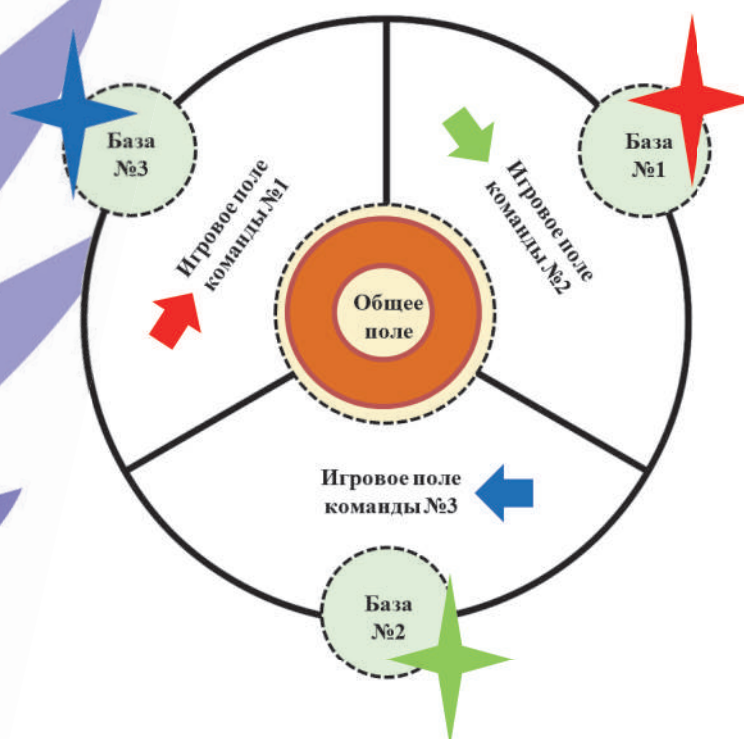 База
№3
База
№1
Игровое поле
команды №1
Игровое поле
команды №2
Общее
поле
Игровое поле
команды №3
База
№2